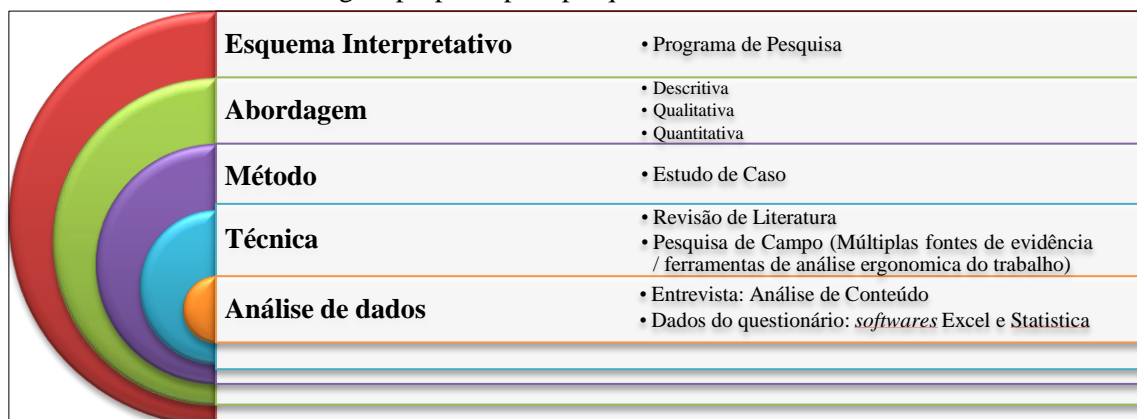 Esquema Interpretativo
• Programa de Pesquisa
Abordagem
• Descritiva
• Qualitativa
• Quantitativa
Método
• Estudo de Caso
Técnica
• Revisão de Literatura
• Pesquisa de Campo (Múltiplas fontes de evidência
/ ferramentas de análise ergonomica do trabalho)
Análise de dados
• Entrevista: Análise de Conteúdo
• Dados do questionário: softwares Excel e Statistica